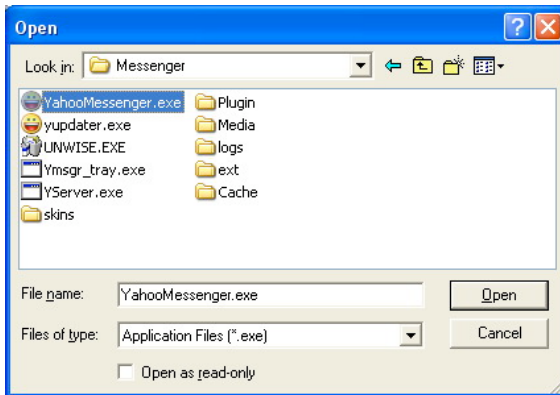 Open
Look in: Messenger
YahooMessenger.exe Plugin
yupdater.exe Media
UNWISE.EXE logs
Ymsgr_tray.exe ext
YServer.exe Cache
skins
File name: YahooMessenger.exe Open
Files of type: Application Files (*.exe) Cancel
Open as read-only